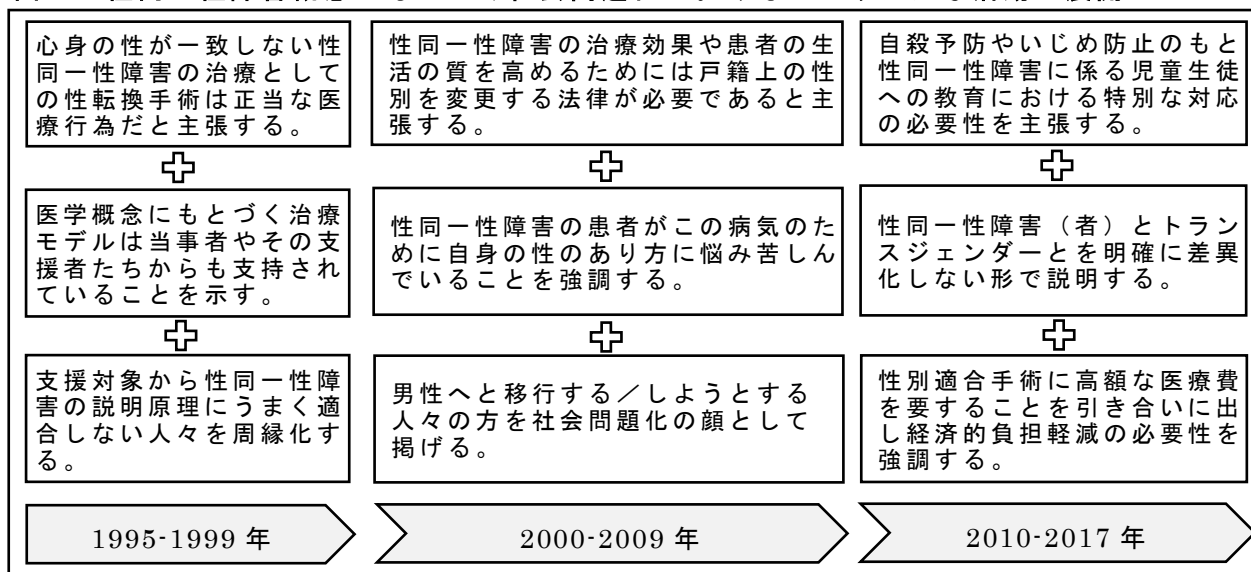 心身の性が一致しない性
同一性障害の治療として
の性転換手術は正当な医
療行為だと主張する。
医学概念にもとづく治療
モデルは当事者やその支
援者たちからも支持され
ていることを示す。
支援対象から性同一性障
害の説明原理にうまく適
合しない人々を周縁化す
る。
1995-1999 年
性同一性障害の治療効果や患者の生
活の質を高めるためには戸籍上の性
別を変更する法律が必要であると主
張する。
性同一性障害の患者がこの病気のた
めに自身の性のあり方に悩み苦しん
でいることを強調する。
男性へと移行する／しようとする
人々の方を社会問題化の顔として
掲げる。
2000-2009 年
自殺予防やいじめ防止のもと
性同一性障害に係る児童生徒
への教育における特別な対応
の必要性を主張する。
性同一性障害（者）とトラン
スジェンダーとを明確に差異
化しない形で説明する。
性別適合手術に高額な医療費
を要することを引き合いに出
し経済的負担軽減の必要性を
強調する。
2010-2017 年